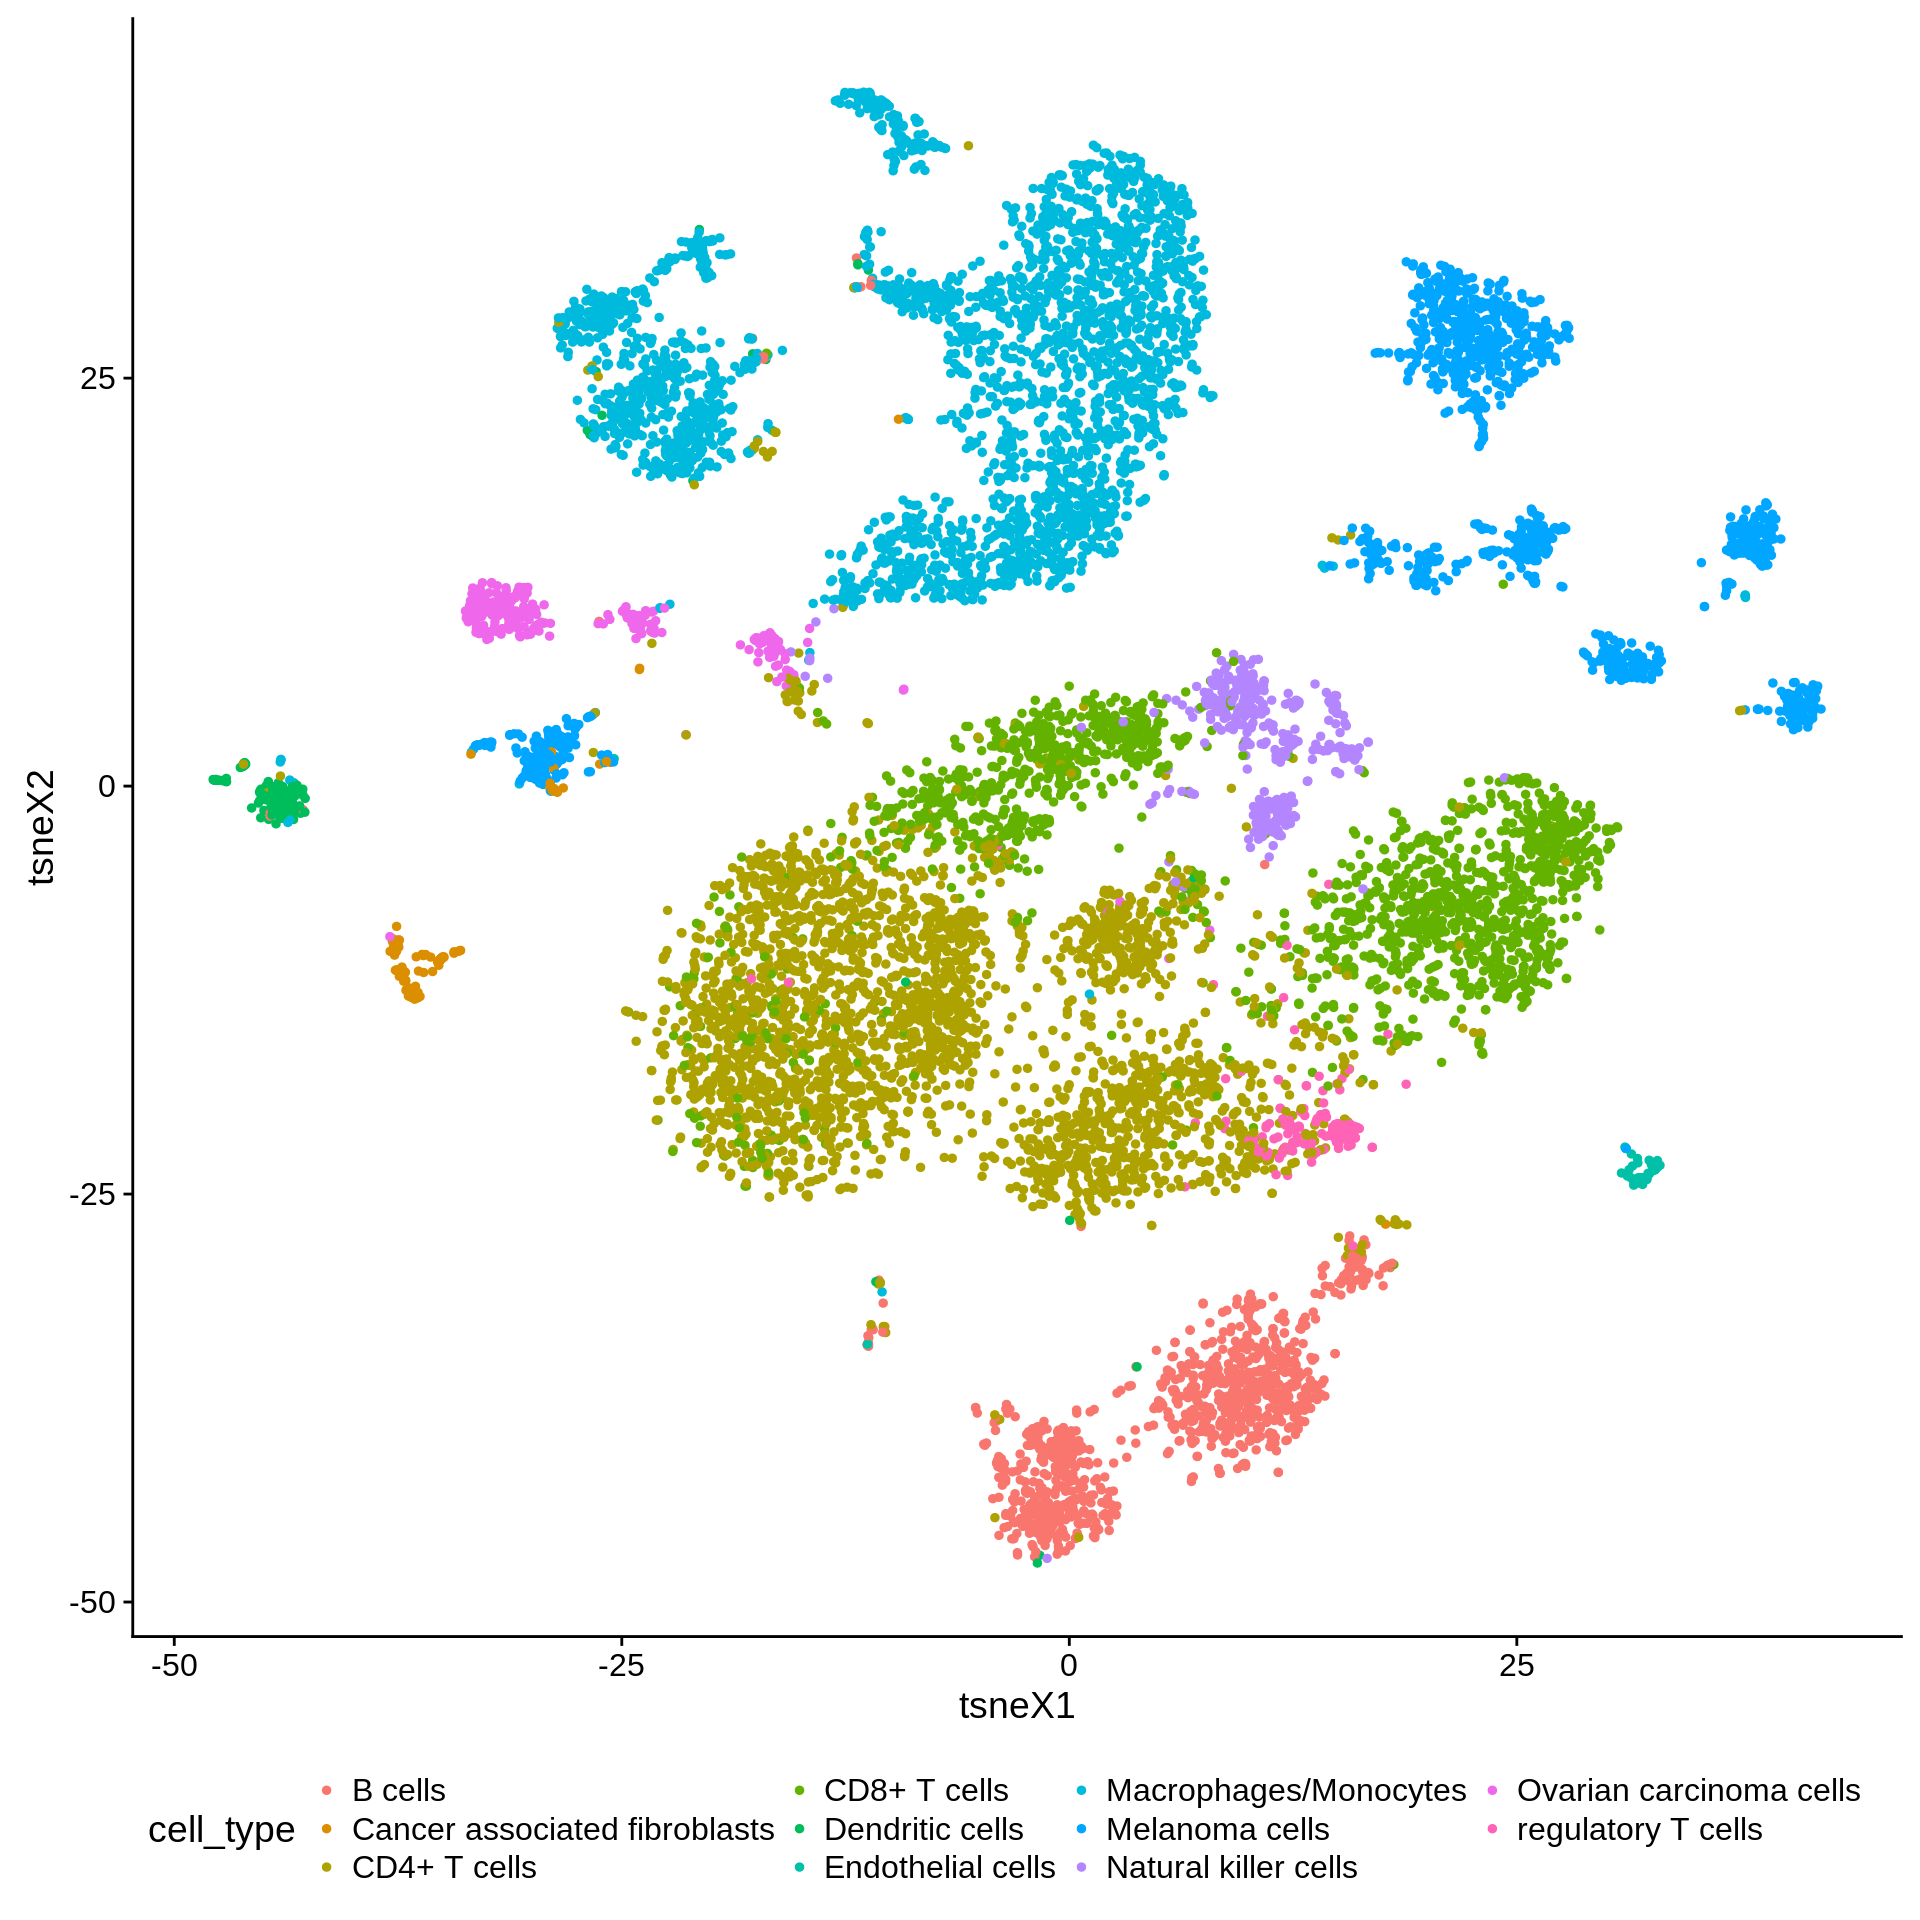 25
0
-25
-50
tsneX2
-50 -25 0 25
tsneX1
cell_type
B cells
Cancer associated fibroblasts
CD4+ T cells
CD8+ T cells
Dendritic cells
Endothelial cells
Macrophages/Monocytes
Melanoma cells
Natural killer cells
Ovarian carcinoma cells
regulatory T cells